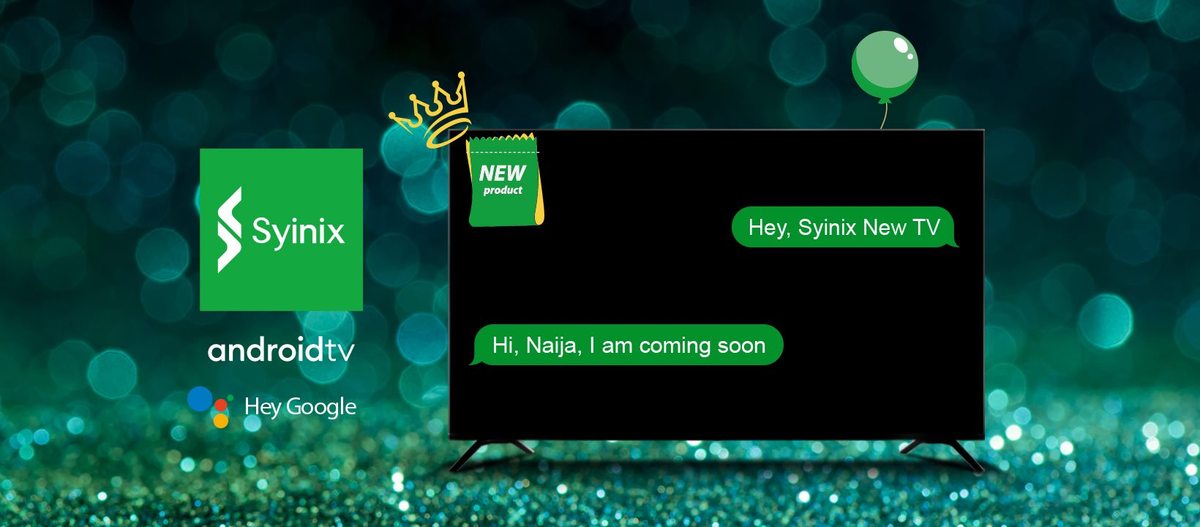 Syinix
androidtv
Hey Google
NEW
product
Hey, Syinix New TV
Hi, Naija, I am coming soon